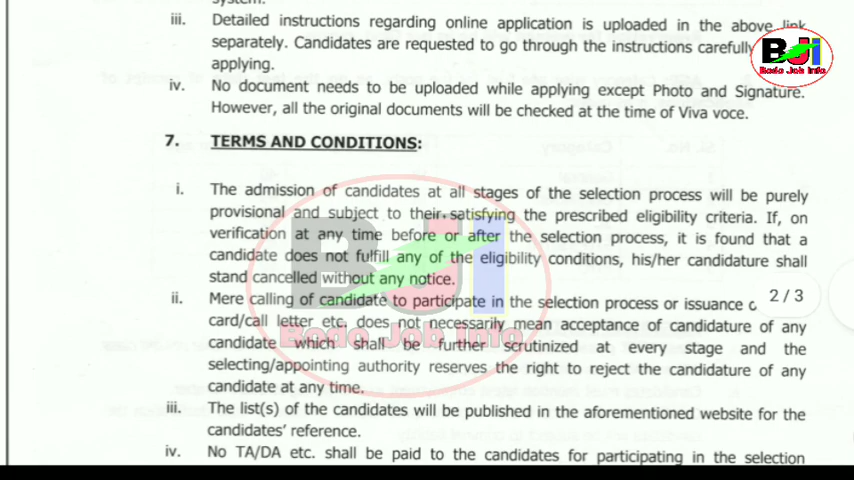 system.
iii. Detailed instructions regarding online application is uploaded in the above link
separately. Candidates are requested to go through the instructions carefully
applying.
iv. No document needs to be uploaded while applying except Photo and Signature.
However, all the original documents will be checked at the time of Viva voce.
BJI
Bodo Job Info
7. TERMS AND CONDITIONS:
i. The admission of candidates at all stages of the selection process will be purely
provisional and subject to their satisfying the prescribed eligibility criteria. If, on
verification at any time before or after the selection process, it is found that a
candidate does not fulfill any of the eligibility conditions, his/her candidature shall
stand cancelled without any notice.
ii. Mere calling of candidate to participate in the selection process or issuance
2 / 3
card/call letter etc. does not necessarily mean acceptance of candidature of any
candidate which shall be further scrutinized at every stage and the
selecting/appointing authority reserves the right to reject the candidature of any
candidate at any time.
BJI
Bodo Job Info
iii. The list(s) of the candidates will be published in the aforementioned website for the
candidates' reference.
iv. No TA/DA etc. shall be paid to the candidates for participating in the selection